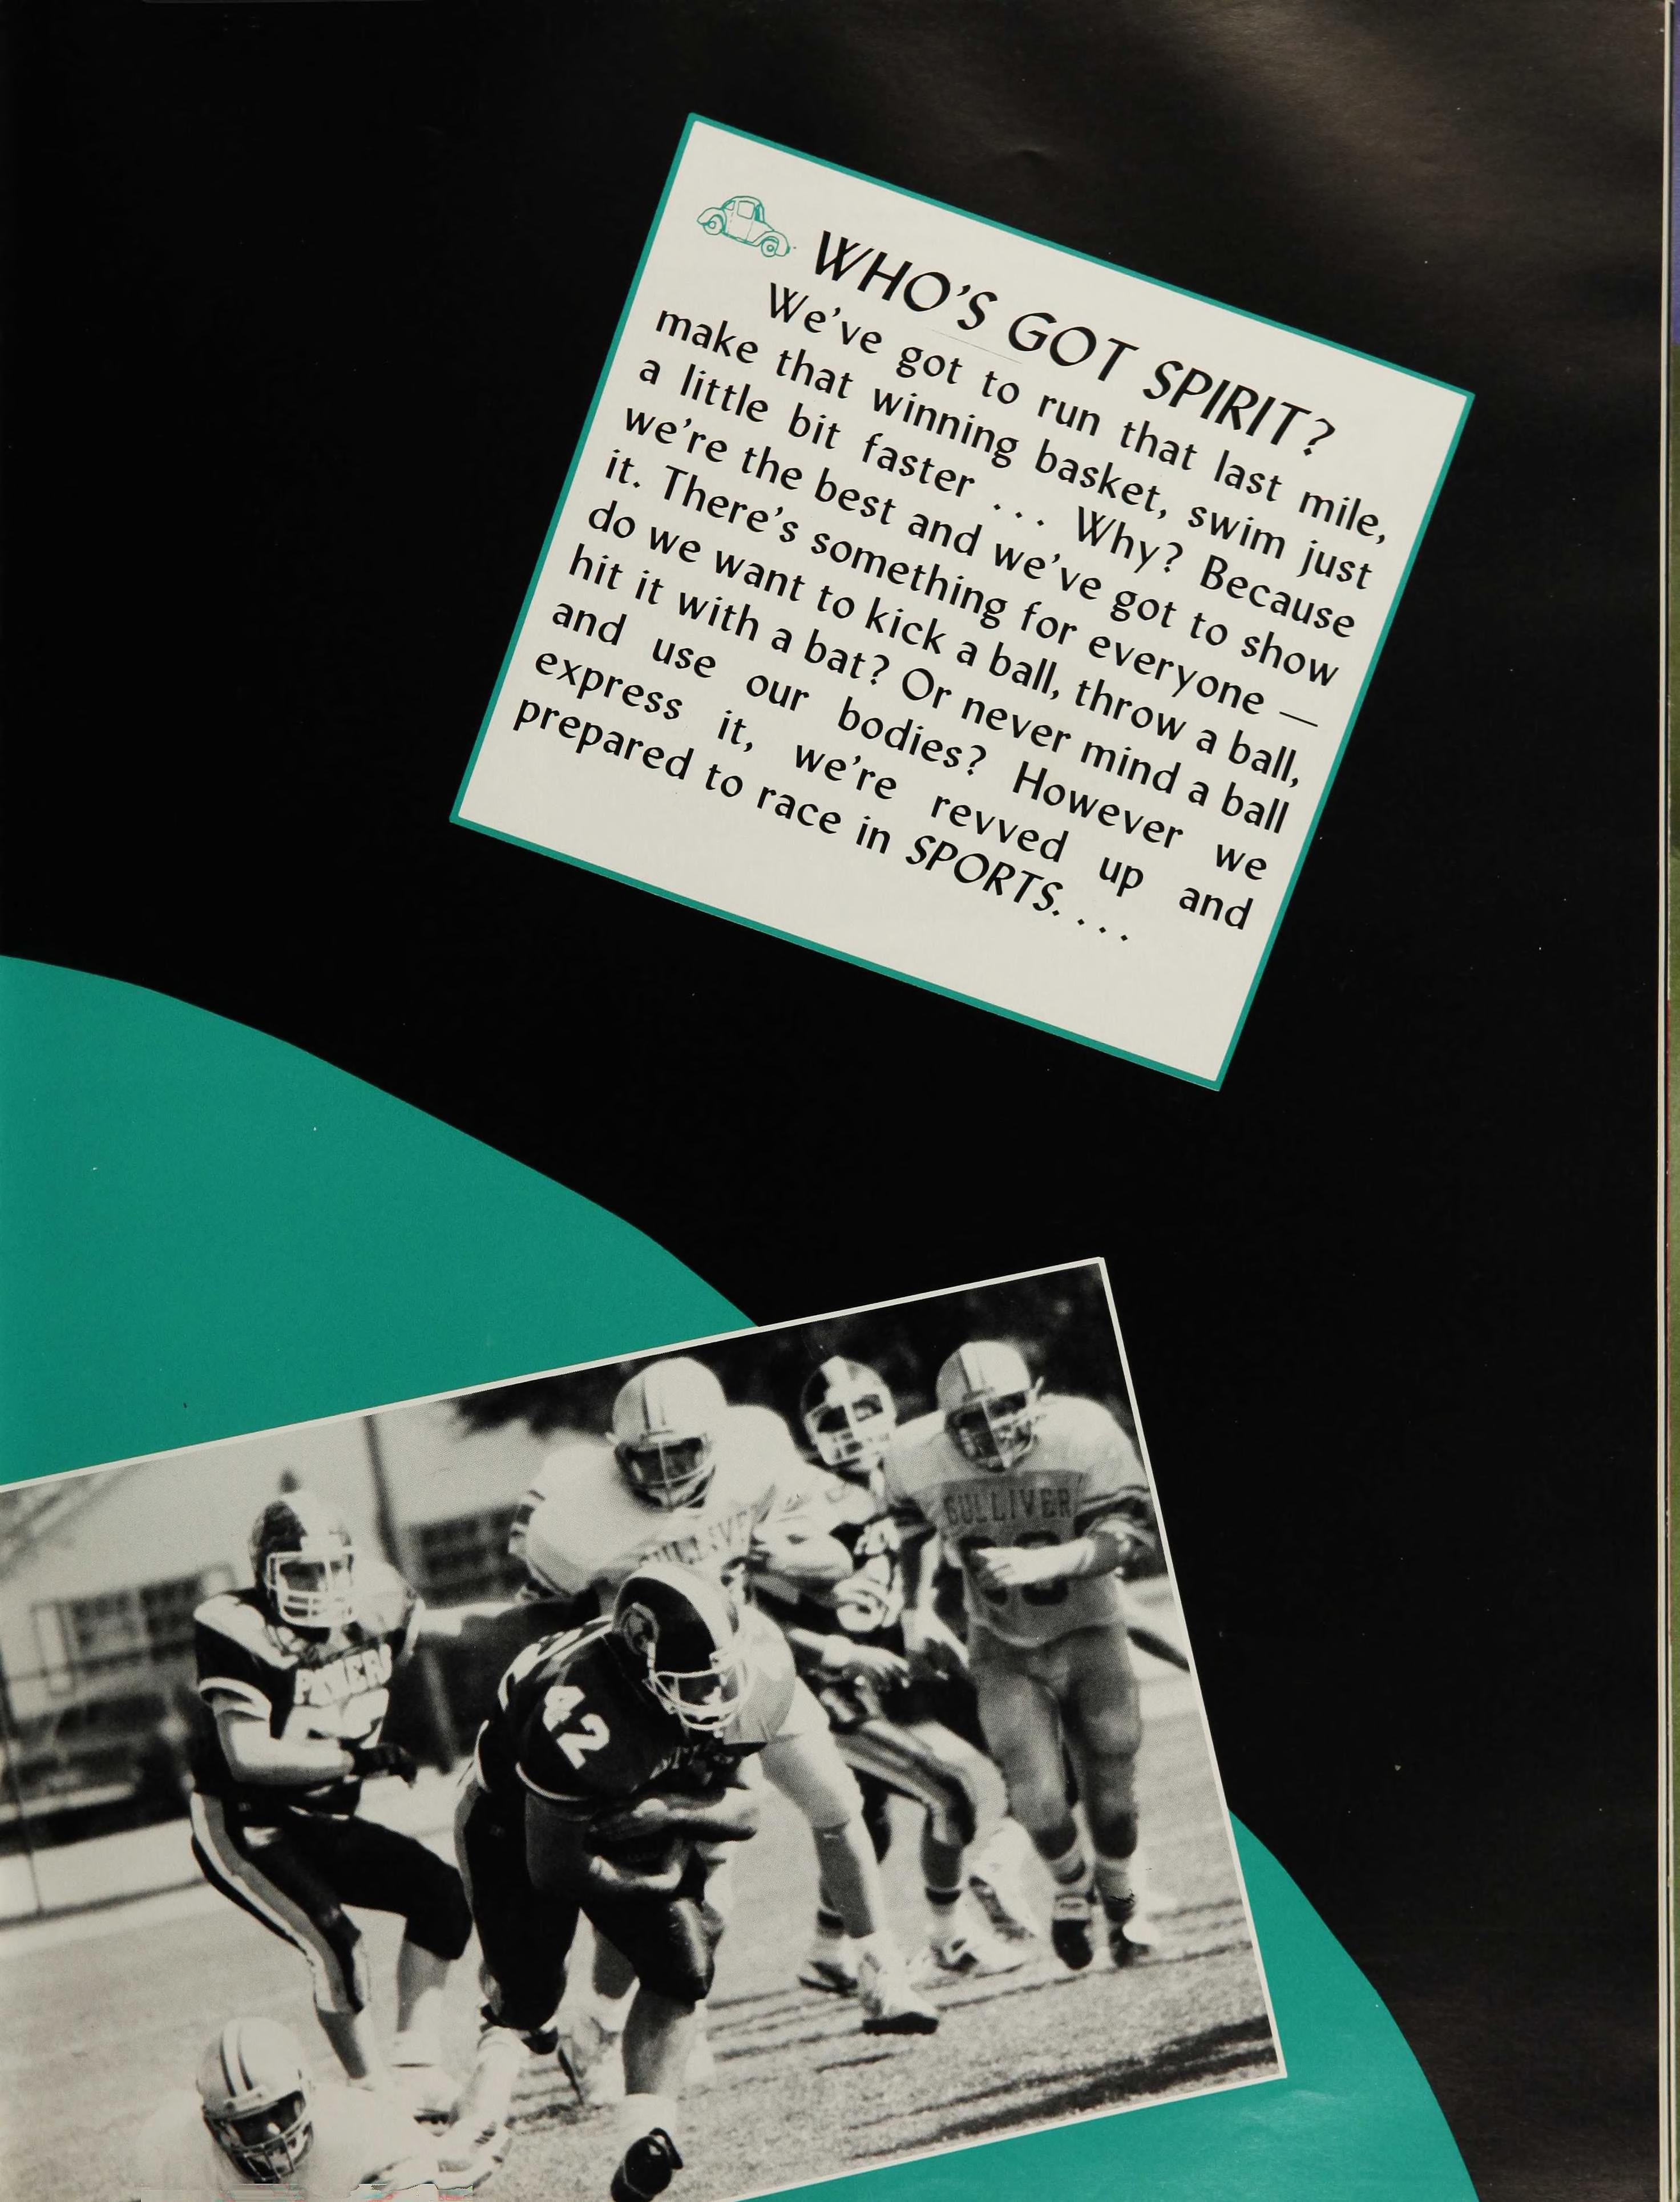 WHO'S GOT SPIRIT?
We've got to run that last mile,
make that winning basket, swim just
a little bit faster . . . Why? Because
we're the best and we've got to show
it. There's something for everyone —
do we want to kick a ball, throw a ball,
hit it with a bat? Or never mind a ball
and use our bodies? However we
express it, we're revved up and
prepared to race in SPORTS. . . .
GULLIVER
42